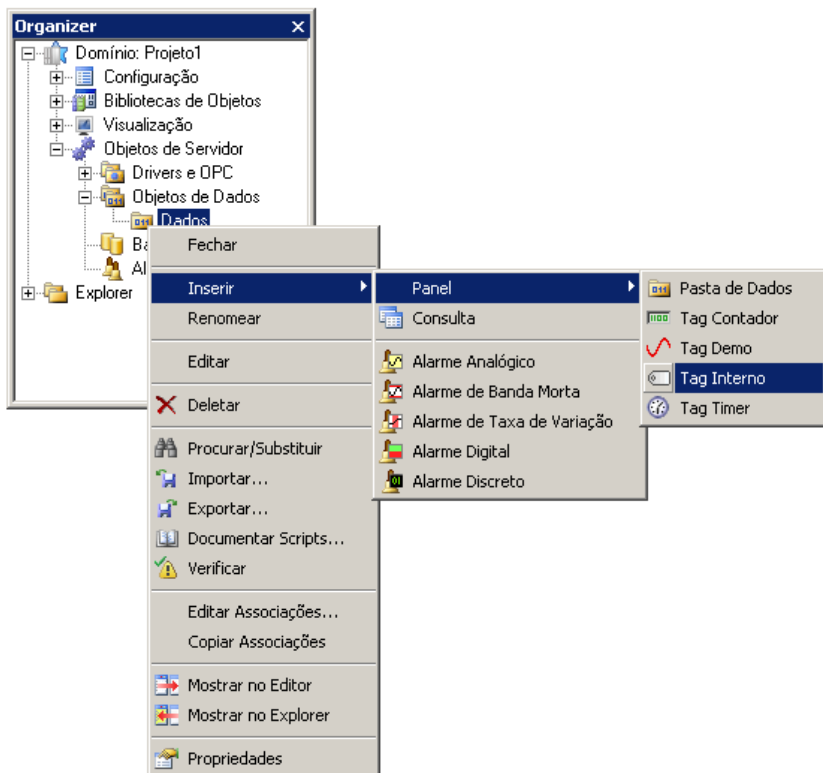 Organizer
Domínio: Projeto1
Configuração
Bibliotecas de Objetos
Visualização
Objetos de Servidor
Drivers e OPC
Objetos de Dados
Dados
Explorer
Fechar
Inserir
Renomear
Editar
Deletar
Procurar/Substituir
Importar...
Exportar...
Documentar Scripts...
Verificar
Editar Associações...
Copiar Associações
Mostrar no Editor
Mostrar no Explorer
Propriedades
Panel
Consulta
Alarme Analógico
Alarme de Banda Morta
Alarme de Taxa de Variação
Alarme Digital
Alarme Discreto
Pasta de Dados
Tag Contador
Tag Demo
Tag Interno
Tag Timer